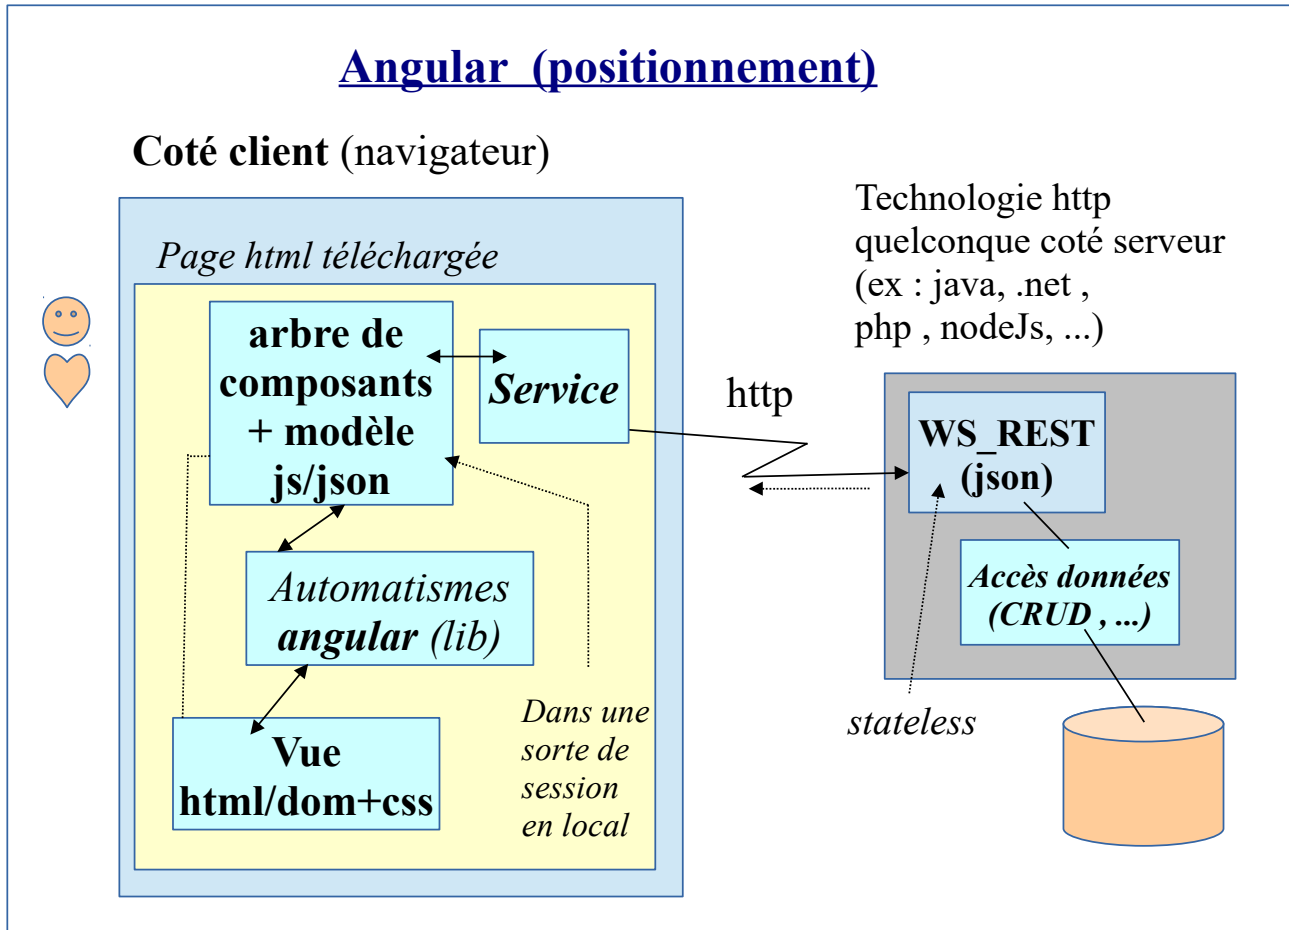 Angular (positionnement)
Coté client (navigateur)
Page html téléchargée
arbre de
composants
+ modèle
js/json
Service
Automatismes
angular (lib)
Vue
html/dom+css
Dans une
sorte de
session
en local
http
Technologie http
quelconque coté serveur
(ex : java, .net ,
php , nodeJs, ...)
WS_REST
(json)
Accès données
(CRUD , ...)
stateless